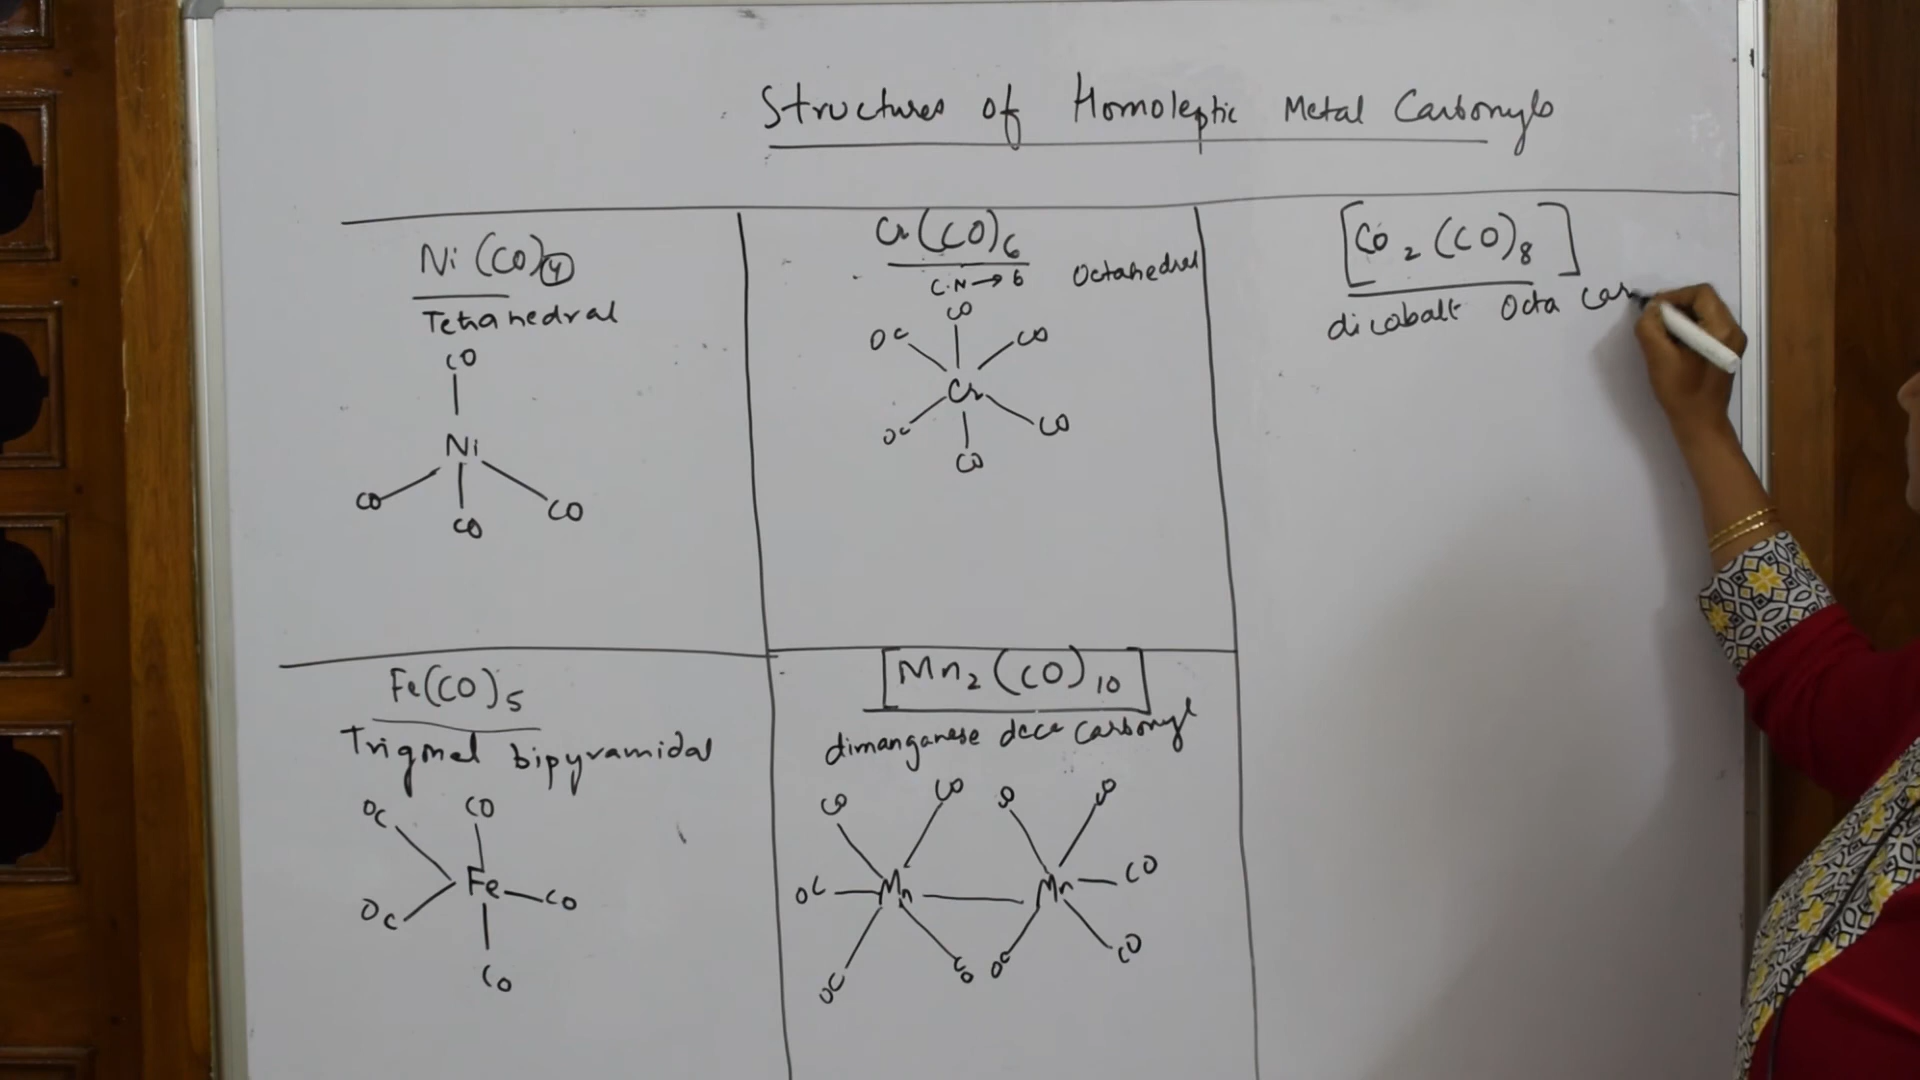 Structures of Homoleptic Metal Carbonyls
Ni(CO)4
Tetrahedral
CO
Ni
CO
CO
CO
Cr(CO)6
C.N→6 Octahedral
CO
OC CO
Cr
OC CO
CO
[Co2(CO)8]
dicobalt Octa car
Fe(CO)5
Trigonal bipyramidal
OC CO
Fe CO
OC
CO
[Mn2(CO)10]
dimanganese deca carbonyl
CO CO CO CO
OC Mn Mn CO
OC CO OC CO